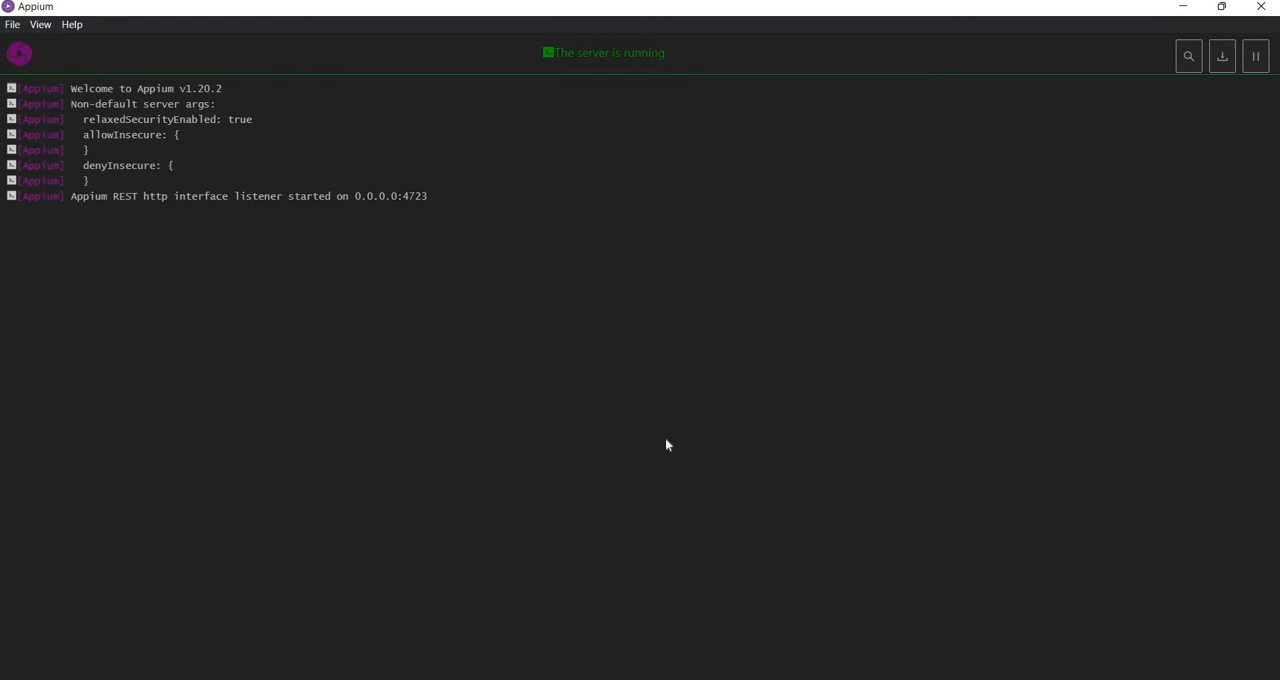 Appium
File View Help
The server is running
[Appium] Welcome to Appium v1.20.2
[Appium] Non-default server args:
[Appium]   relaxedSecurityEnabled: true
[Appium]   allowInsecure: {
[Appium]   }
[Appium]   denyInsecure: {
[Appium]   }
[Appium] Appium REST http interface listener started on 0.0.0.0:4723